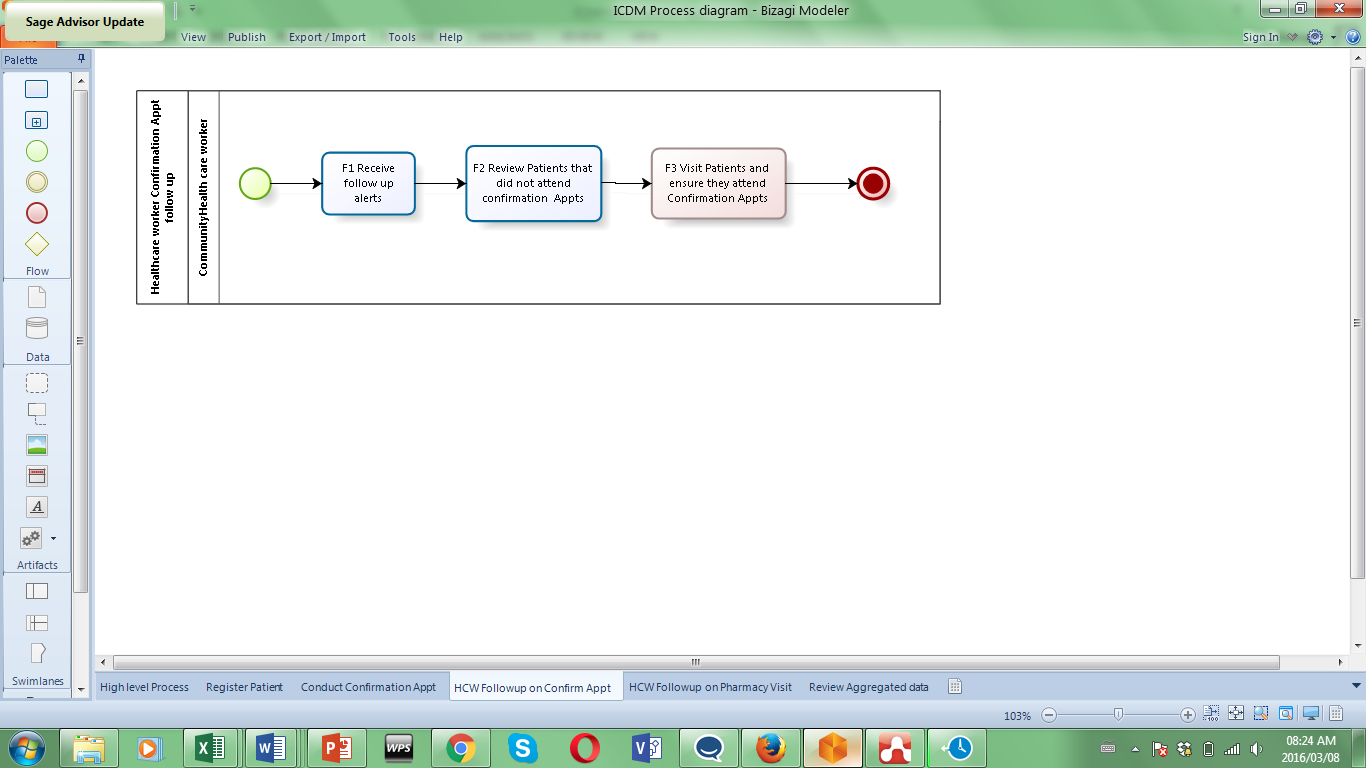 Sage Advisor Update
ICDM Process diagram - Bizagi Modeler
View Publish Export / Import Tools Help
Sign In
Palette
Flow
Data
Artifacts
Swimlanes
Healthcare worker Confirmation Appt
follow up
CommunityHealth care worker
F1 Receive
follow up
alerts
F2 Review Patients that
did not attend
confirmation Appts
F3 Visit Patients and
ensure they attend
Confirmation Appts
High level Process Register Patient Conduct Confirmation Appt HCW Followup on Confirm Appt HCW Followup on Pharmacy Visit Review Aggregated data
103%
WPS
08:24 AM
2016/03/08